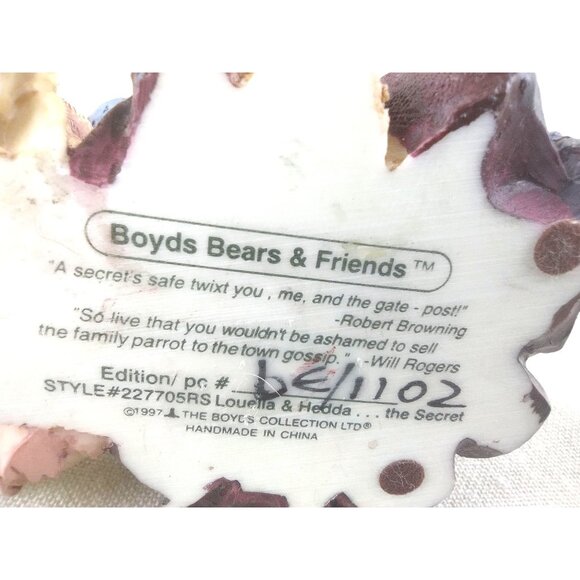 Boyds Bears & Friends™
"A secret's safe twixt you , me, and the gate - post!"
-Robert Browning
"So live that you wouldn't be ashamed to sell
the family parrot to the town gossip." -Will Rogers
Edition/ pc # 6E/1102
STYLE#227705RS Louella & Hedda . . . the Secret
©1997 THE BOYDS COLLECTION LTD®
HANDMADE IN CHINA